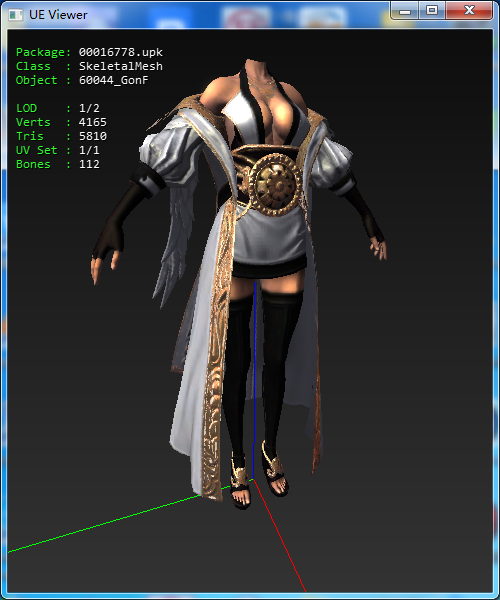 UE Viewer
Package: 00016778.upk
Class : SkeletalMesh
Object : 60044_GonF
LOD : 1/2
Verts : 4165
Tris : 5810
UV Set : 1/1
Bones : 112